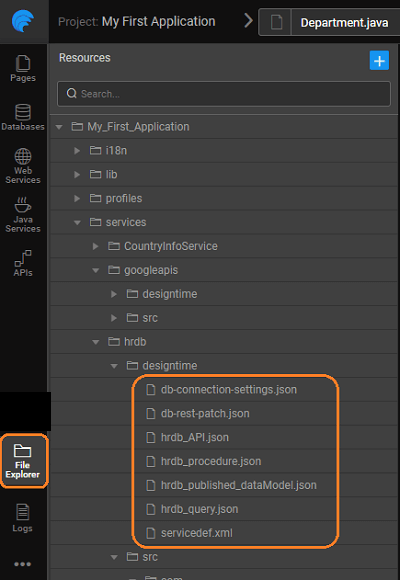 Project: My First Application
Department.java
Resources
Search...
Pages
Databases
Web
Services
Java
Services
APIs
File
Explorer
Logs
My_First_Application
i18n
lib
profiles
services
CountryInfoService
googleapis
designtime
src
hrdb
designtime
db-connection-settings.json
db-rest-patch.json
hrdb_API.json
hrdb_procedure.json
hrdb_published_dataModel.json
hrdb_query.json
servicedef.xml
src